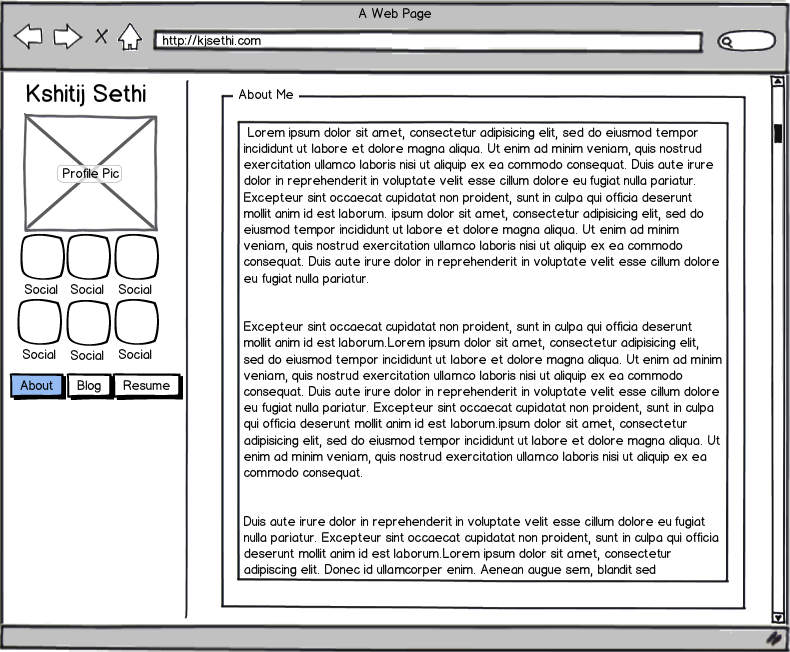 A Web Page
http://kjsethi.com
Kshitij Sethi
Profile Pic
Social Social Social
Social Social Social
About Blog Resume
About Me
Lorem ipsum dolor sit amet, consectetur adipisicing elit, sed do eiusmod tempor
incididunt ut labore et dolore magna aliqua. Ut enim ad minim veniam, quis nostrud
exercitation ullamco laboris nisi ut aliquip ex ea commodo consequat. Duis aute irure
dolor in reprehenderit in voluptate velit esse cillum dolore eu fugiat nulla pariatur.
Excepteur sint occaecat cupidatat non proident, sunt in culpa qui officia deserunt
mollit anim id est laborum. ipsum dolor sit amet, consectetur adipisicing elit, sed do
eiusmod tempor incididunt ut labore et dolore magna aliqua. Ut enim ad minim
veniam, quis nostrud exercitation ullamco laboris nisi ut aliquip ex ea commodo
consequat. Duis aute irure dolor in reprehenderit in voluptate velit esse cillum dolore
eu fugiat nulla pariatur.
Excepteur sint occaecat cupidatat non proident, sunt in culpa qui officia deserunt
mollit anim id est laborum.Lorem ipsum dolor sit amet, consectetur adipisicing elit,
sed do eiusmod tempor incididunt ut labore et dolore magna aliqua. Ut enim ad minim
veniam, quis nostrud exercitation ullamco laboris nisi ut aliquip ex ea commodo
consequat. Duis aute irure dolor in reprehenderit in voluptate velit esse cillum dolore
eu fugiat nulla pariatur. Excepteur sint occaecat cupidatat non proident, sunt in culpa
qui officia deserunt mollit anim id est laborum.ipsum dolor sit amet, consectetur
adipisicing elit, sed do eiusmod tempor incididunt ut labore et dolore magna aliqua. Ut
enim ad minim veniam, quis nostrud exercitation ullamco laboris nisi ut aliquip ex ea
commodo consequat.
Duis aute irure dolor in reprehenderit in voluptate velit esse cillum dolore eu fugiat
nulla pariatur. Excepteur sint occaecat cupidatat non proident, sunt in culpa qui officia
deserunt mollit anim id est laborum.Lorem ipsum dolor sit amet, consectetur
adipiscing elit. Donec id ullamcorper enim. Aenean augue sem, blandit sed